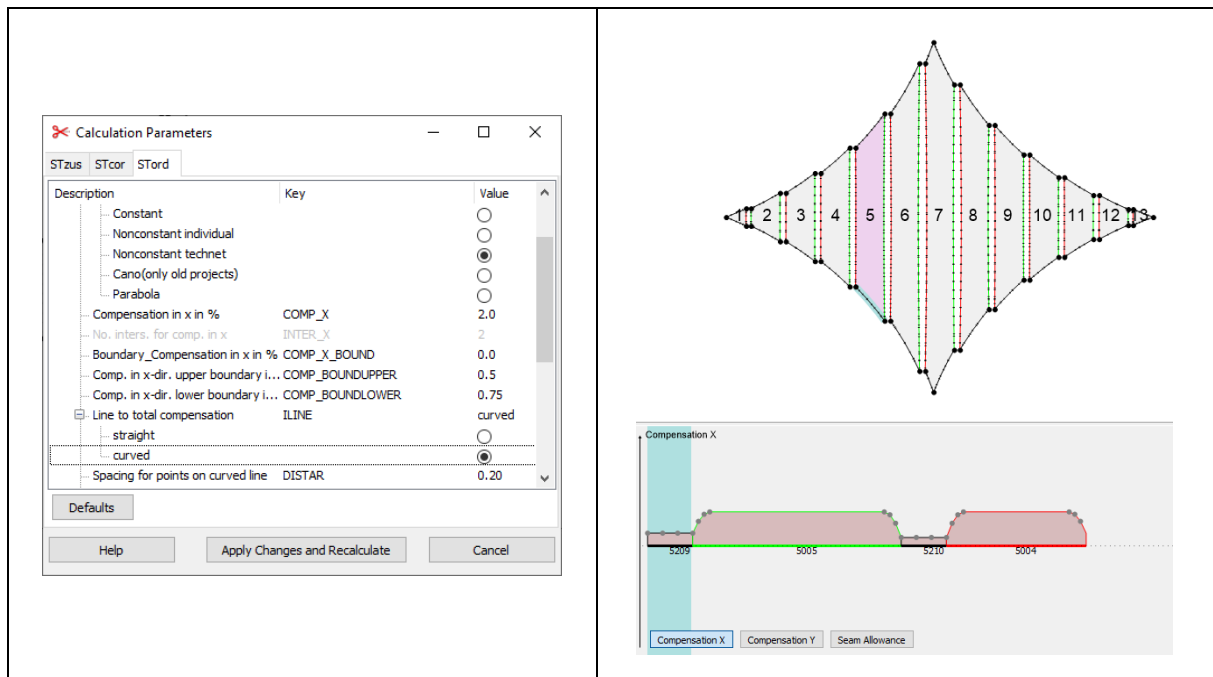 Calculation Parameters
STzus STcor STord
Description Key Value
Constant
Nonconstant individual
Nonconstant technet
Cano(only old projects)
Parabola
Compensation in x in % COMP_X 2.0
No. inters. for comp. in x INTER_X 2
Boundary_Compensation in x in % COMP_X_BOUND 0.0
Comp. in x-dir. upper boundary i... COMP_BOUNDUPPER 0.5
Comp. in x-dir. lower boundary i... COMP_BOUNDLOWER 0.75
Line to total compensation ILINE curved
straight
curved
Spacing for points on curved line DISTAR 0.20
Defaults
Help Apply Changes and Recalculate Cancel
1 2 3 4 5 6 7 8 9 10 11 12 13
Compensation X
5209 5005 5210 5004
Compensation X Compensation Y Seam Allowance